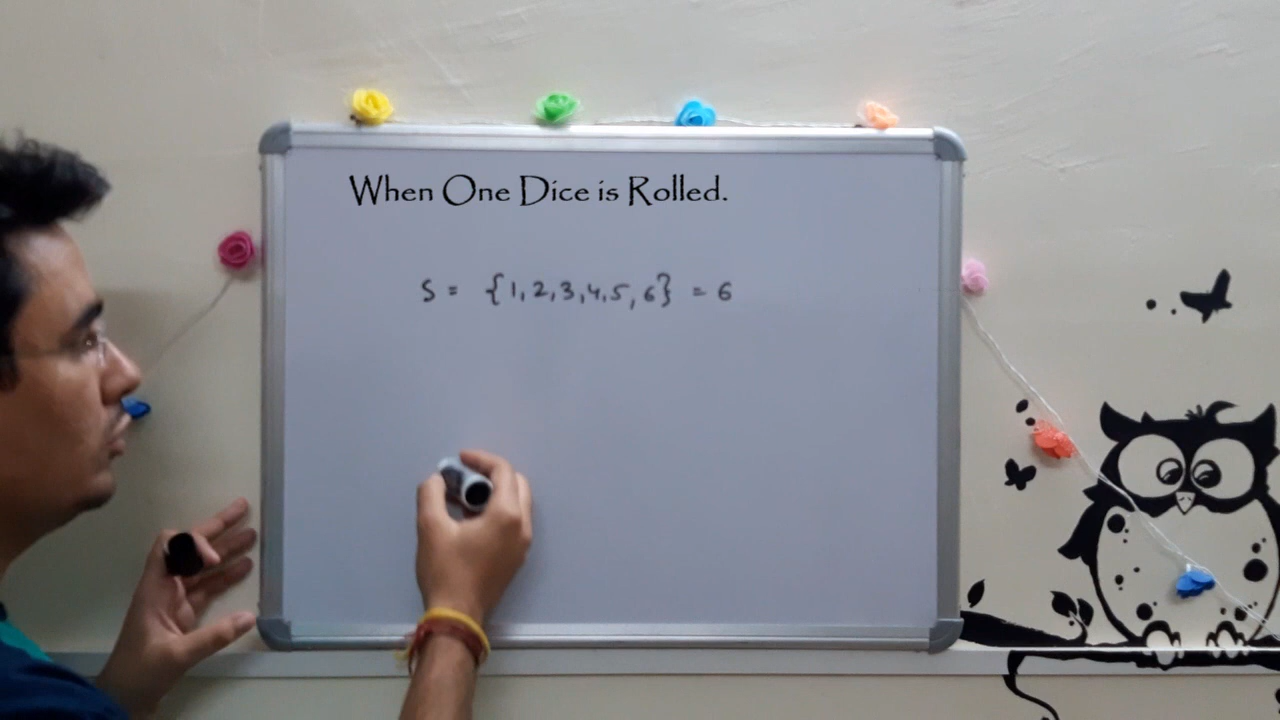 When One Dice is Rolled.
S = {1,2,3,4,5,6} = 6